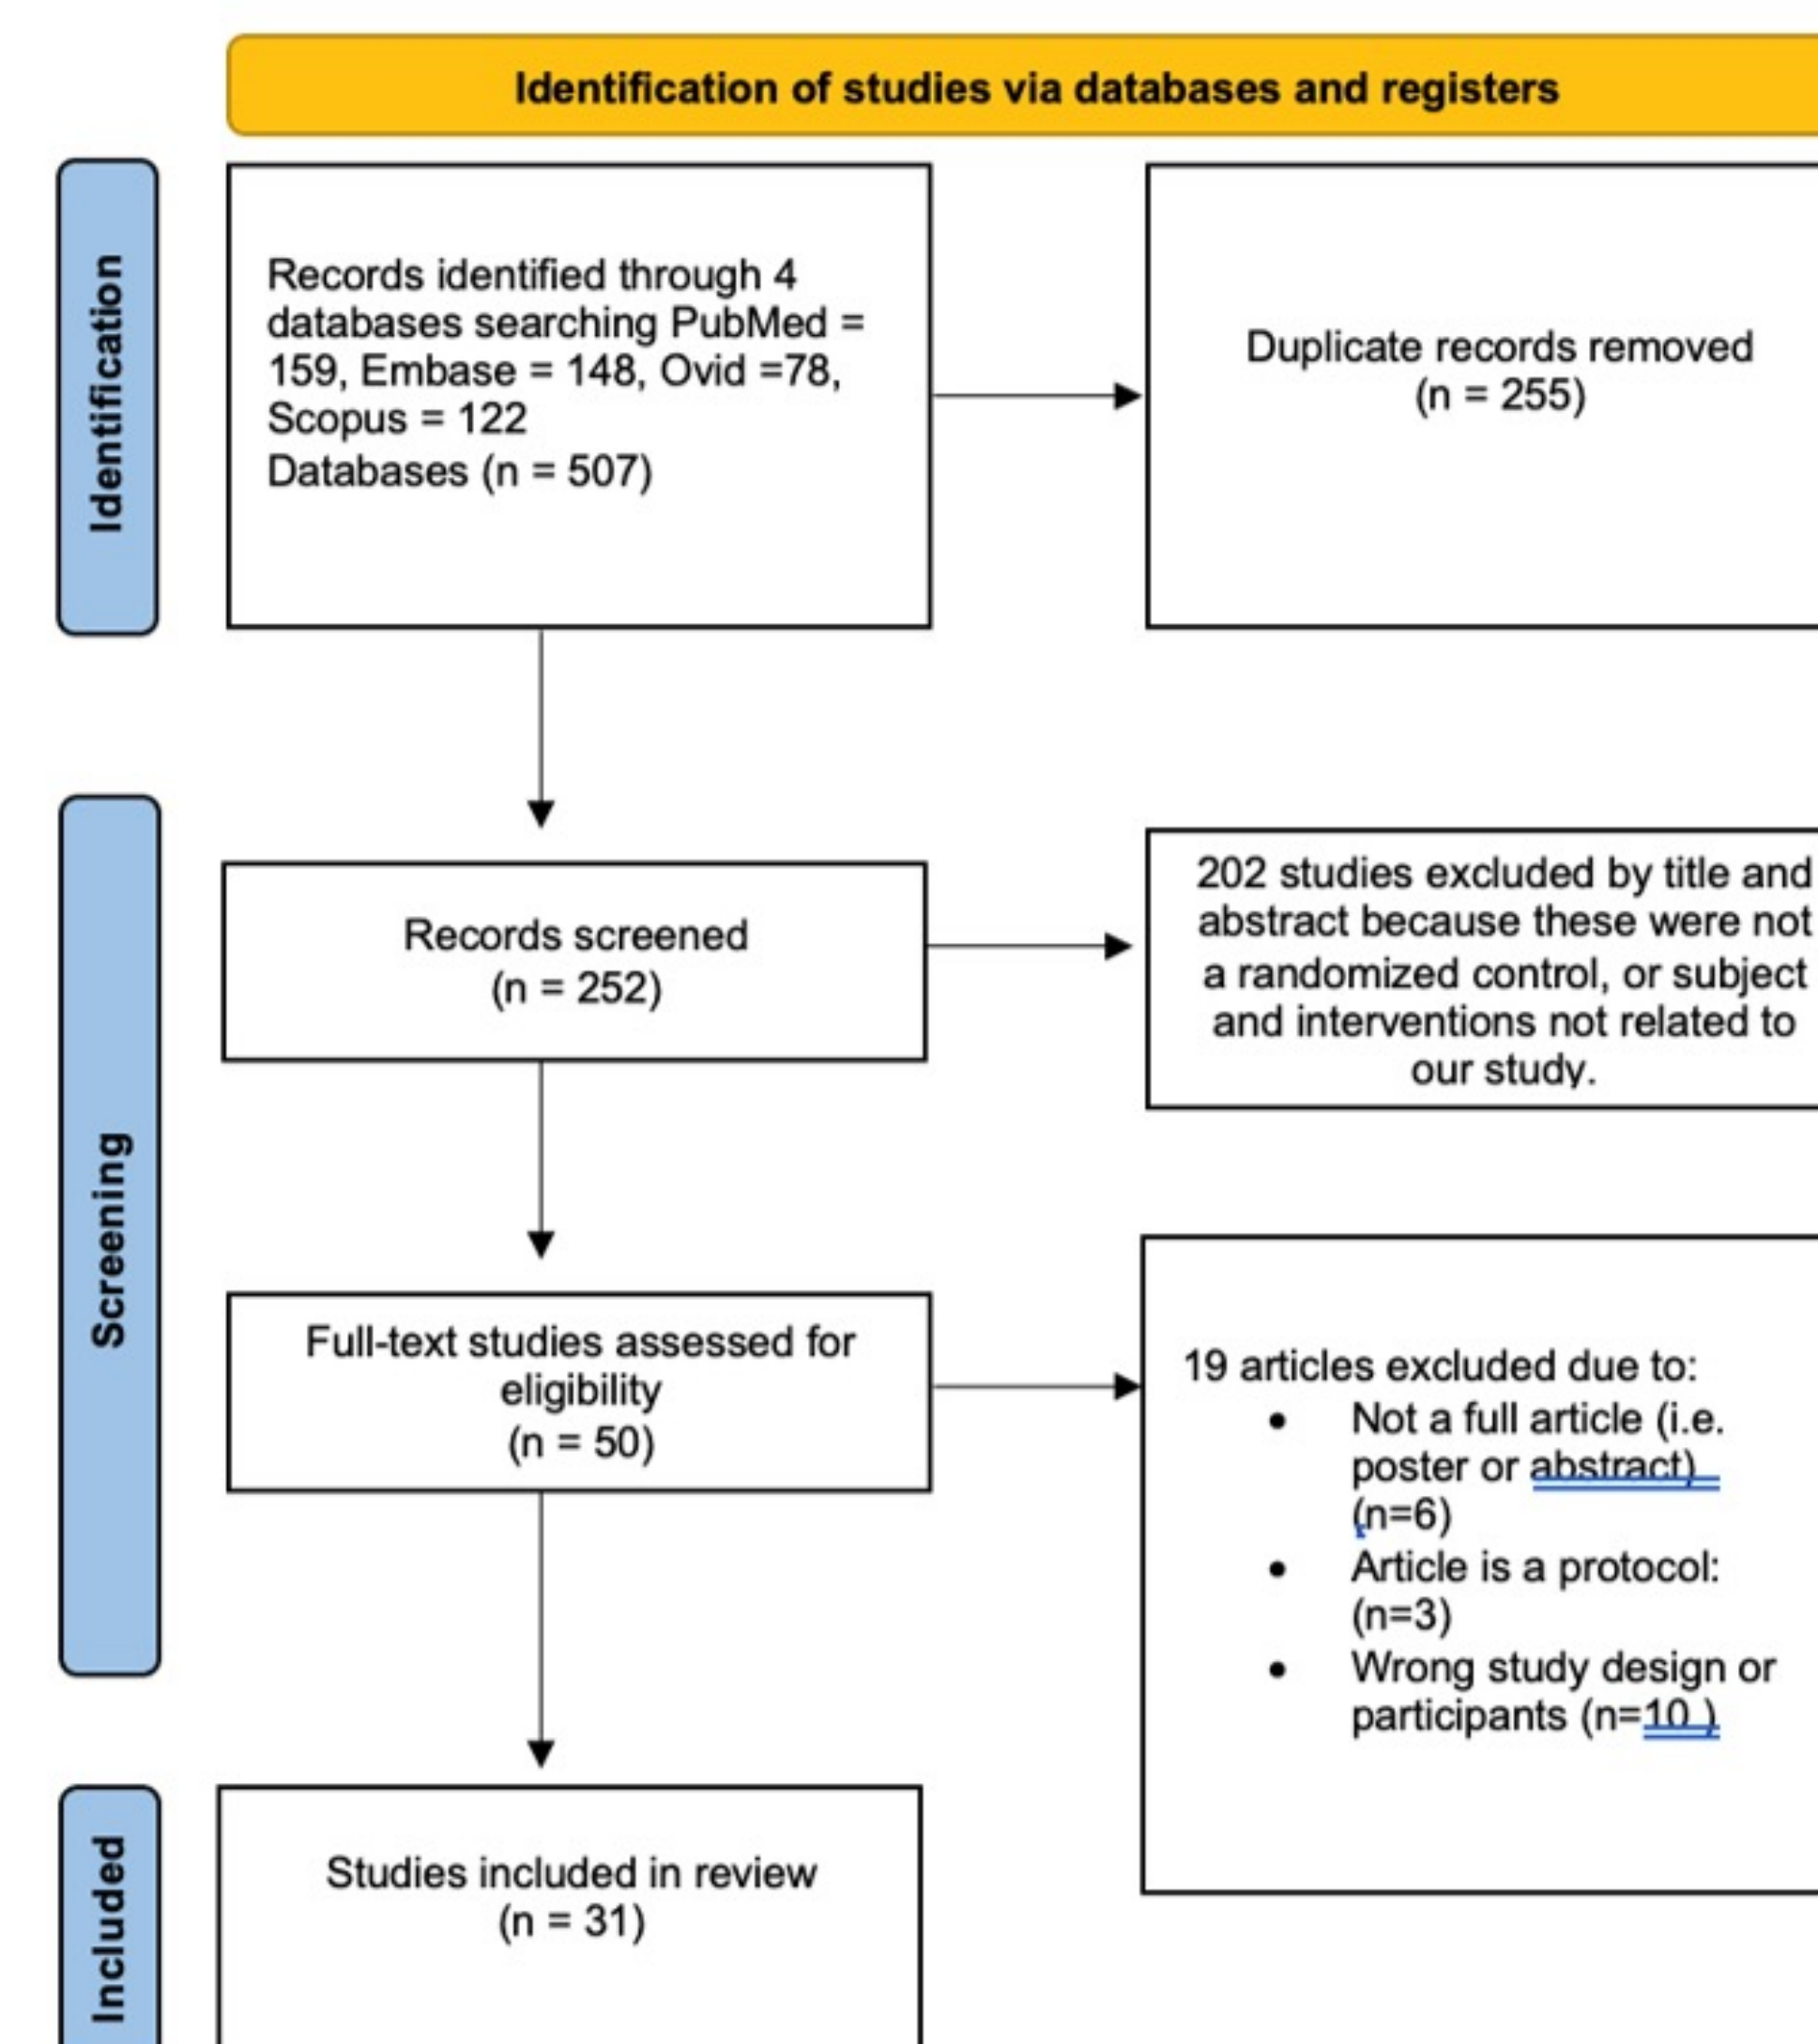 Identification of studies via databases and registers
Identification
Records identified through 4
databases searching PubMed =
159, Embase = 148, Ovid =78,
Scopus = 122
Databases (n = 507)
Duplicate records removed
(n = 255)
Screening
Records screened
(n = 252)
202 studies excluded by title and
abstract because these were not
a randomized control, or subject
and interventions not related to
our study.
Full-text studies assessed for
eligibility
(n = 50)
19 articles excluded due to:
• Not a full article (i.e.
poster or abstract)
(n=6)
• Article is a protocol:
(n=3)
• Wrong study design or
participants (n=10 )
Included
Studies included in review
(n = 31)